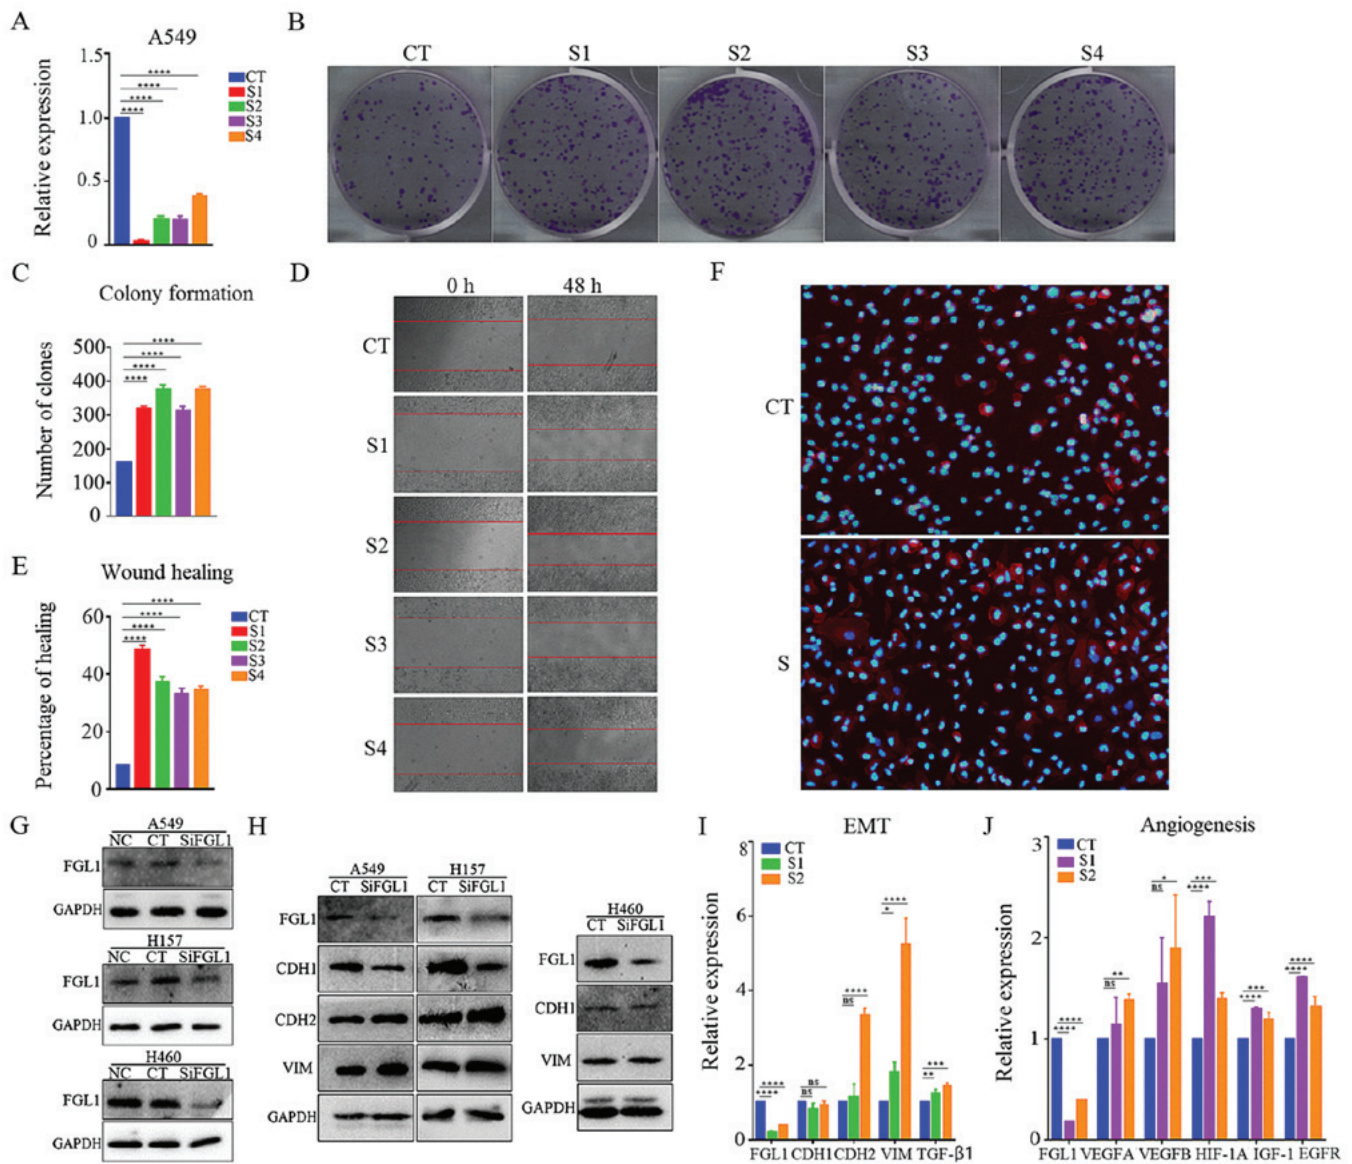 A
A549
Relative expression
1.5
1.0
0.5
0
****
****
****
****
CT
S1
S2
S3
S4
B
CT S1 S2 S3 S4
C
Colony formation
Number of clones
500
400
300
200
100
0
****
****
****
****
D
0 h 48 h
CT
S1
S2
S3
S4
E
Wound healing
Percentage of healing
60
40
20
0
****
****
****
****
CT
S1
S2
S3
S4
F
CT
S
G
A549
NC CT SiFGL1
FGL1
GAPDH
H157
NC CT SiFGL1
FGL1
GAPDH
H460
NC CT SiFGL1
FGL1
GAPDH
H
A549 H157
CT SiFGL1 CT SiFGL1
FGL1
CDH1
CDH2
VIM
GAPDH
H460
CT SiFGL1
FGL1
CDH1
VIM
GAPDH
I
EMT
Relative expression
8
6
4
2
0
CT
S1
S2
****
****
ns
ns
****
ns
****
*
***
**
FGL1 CDH1 CDH2 VIM TGF-β1
J
Angiogenesis
Relative expression
3
2
1
0
CT
S1
S2
****
****
**
ns
*
ns
***
****
***
****
****
****
FGL1 VEGFA VEGFB HIF-1A IGF-1 EGFR